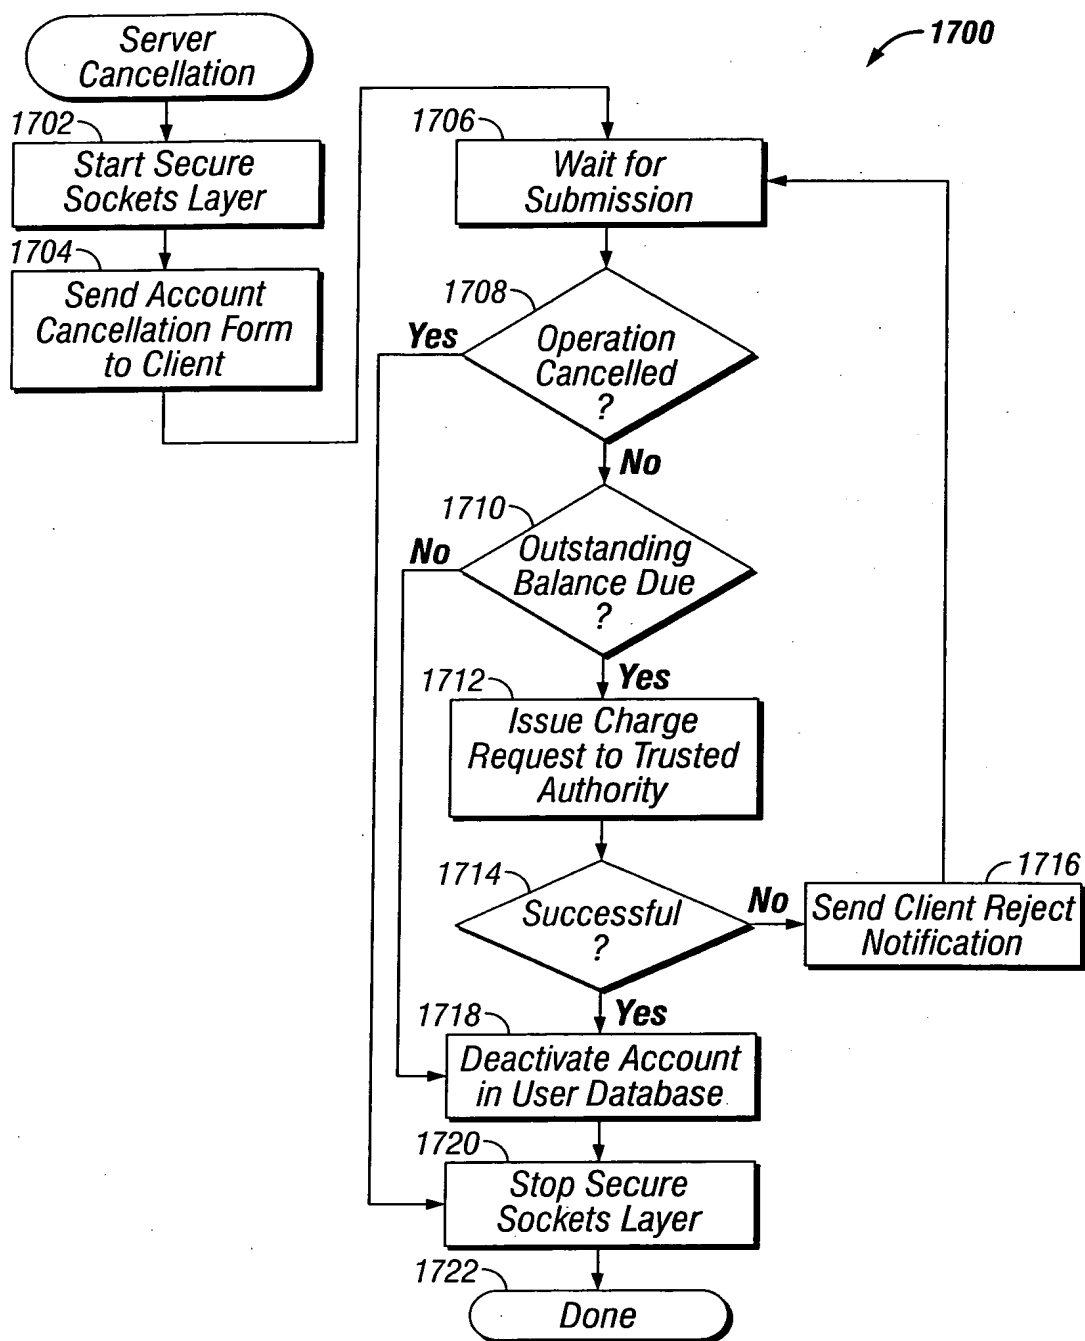 1700
Server
Cancellation
1702
Start Secure
Sockets Layer
1704
Send Account
Cancellation Form
to Client
1706
Wait for
Submission
1708
Yes
Operation
Cancelled
?
No
1710
No
Outstanding
Balance Due
?
Yes
1712
Issue Charge
Request to Trusted
Authority
1714
Successful
?
No
1716
Send Client Reject
Notification
Yes
1718
Deactivate Account
in User Database
1720
Stop Secure
Sockets Layer
1722
Done